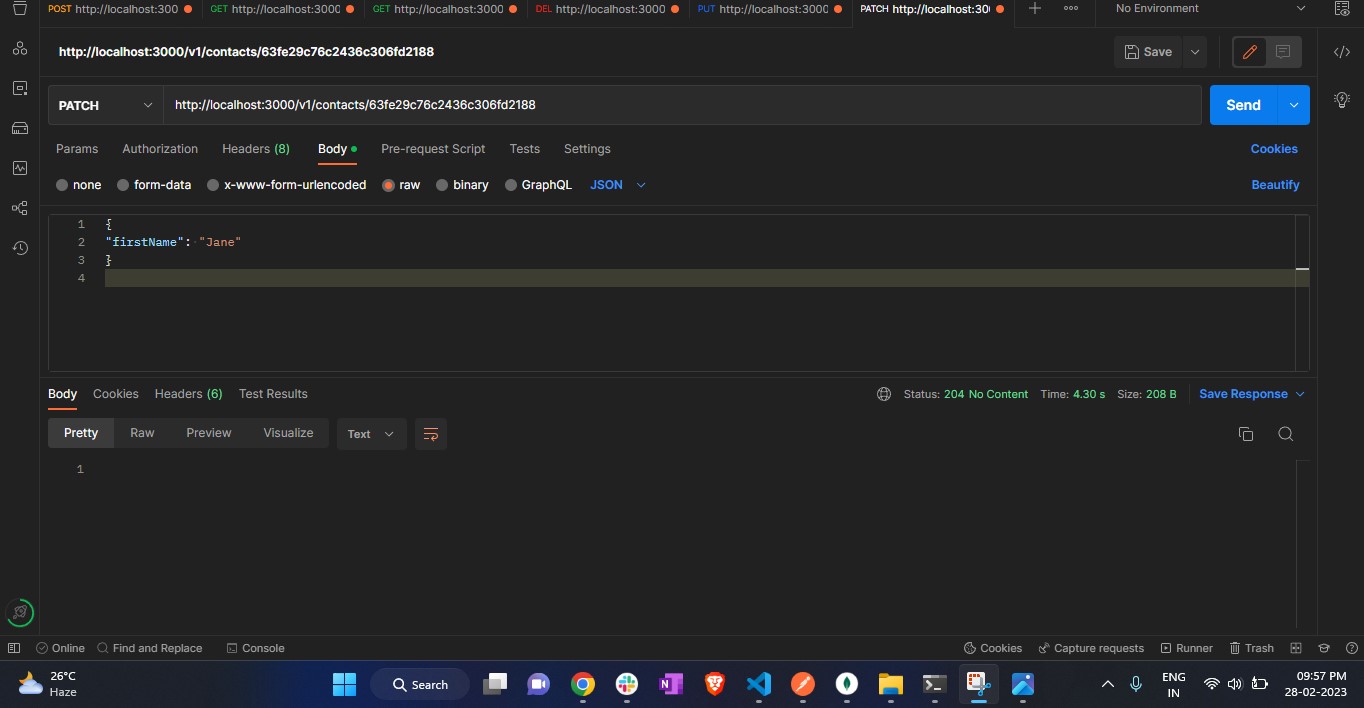 POST http://localhost:300 GET http://localhost:3000 GET http://localhost:3000 DEL http://localhost:3000 PUT http://localhost:3000 PATCH http://localhost:30 No Environment
http://localhost:3000/v1/contacts/63fe29c76c2436c306fd2188 Save
PATCH http://localhost:3000/v1/contacts/63fe29c76c2436c306fd2188 Send
Params Authorization Headers (8) Body Pre-request Script Tests Settings Cookies
none form-data x-www-form-urlencoded raw binary GraphQL JSON Beautify
1 {
2 "firstName": "Jane"
3 }
4
Body Cookies Headers (6) Test Results Status: 204 No Content Time: 4.30 s Size: 208 B Save Response
Pretty Raw Preview Visualize Text
1
Online Find and Replace Console Cookies Capture requests Runner Trash
26°C
Haze
Search
ENG
IN
09:57 PM
28-02-2023